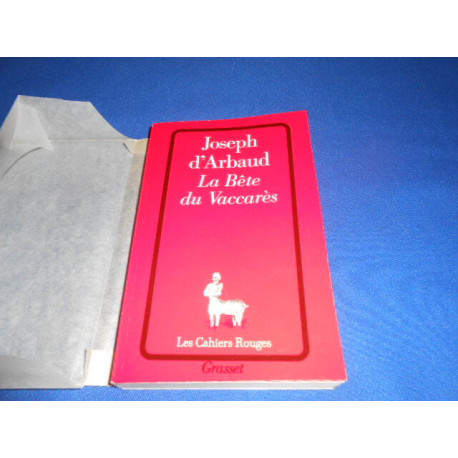 Joseph
d'Arbaud
La Bête
du Vaccarès
Les Cahiers Rouges
Grasset